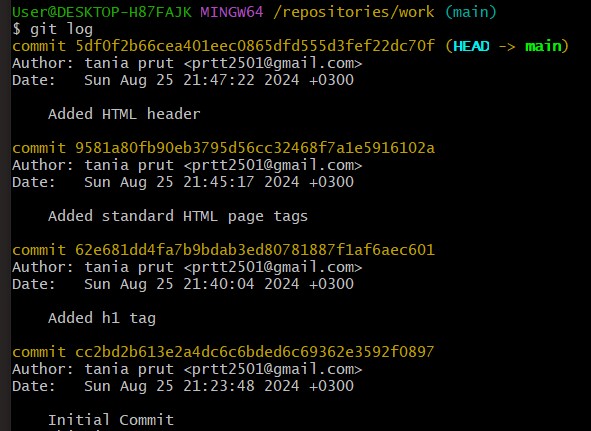 User@DESKTOP-H87FAJK MINGW64 /repositories/work (main)
$ git log
commit 5df0f2b66cea401eec0865dfd555d3fef22dc70f (HEAD -> main)
Author: tania prut <prtt2501@gmail.com>
Date:   Sun Aug 25 21:47:22 2024 +0300
Added HTML header
commit 9581a80fb90eb3795d56cc32468f7a1e5916102a
Author: tania prut <prtt2501@gmail.com>
Date:   Sun Aug 25 21:45:17 2024 +0300
Added standard HTML page tags
commit 62e681dd4fa7b9bdab3ed80781887f1af6aec601
Author: tania prut <prtt2501@gmail.com>
Date:   Sun Aug 25 21:40:04 2024 +0300
Added h1 tag
commit cc2bd2b613e2a4dc6c6bded6c69362e3592f0897
Author: tania prut <prtt2501@gmail.com>
Date:   Sun Aug 25 21:23:48 2024 +0300
Initial Commit